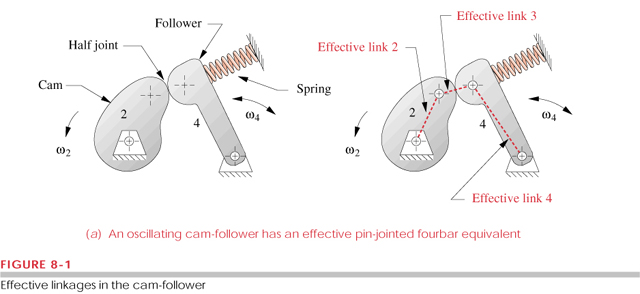 Follower
Half joint
Cam
Spring
2
4
ω2
ω4
Effective link 3
Effective link 2
2
4
ω2
ω4
Effective link 4
(a) An oscillating cam-follower has an effective pin-jointed fourbar equivalent
FIGURE 8-1
Effective linkages in the cam-follower